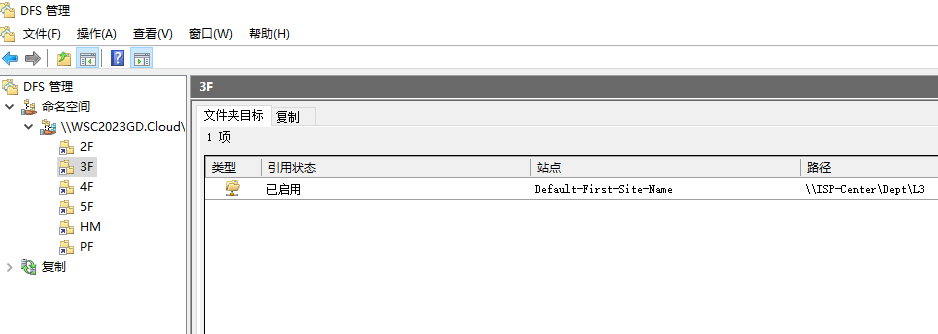 DFS 管理
文件(F) 操作(A) 查看(V) 窗口(W) 帮助(H)
DFS 管理
命名空间
\\WSC2023GD.Cloud\
2F
3F
4F
5F
HM
PF
复制
3F
文件夹目标 复制
1 项
类型 引用状态 站点 路径
已启用 Default-First-Site-Name \\ISP-Center\Dept\L3